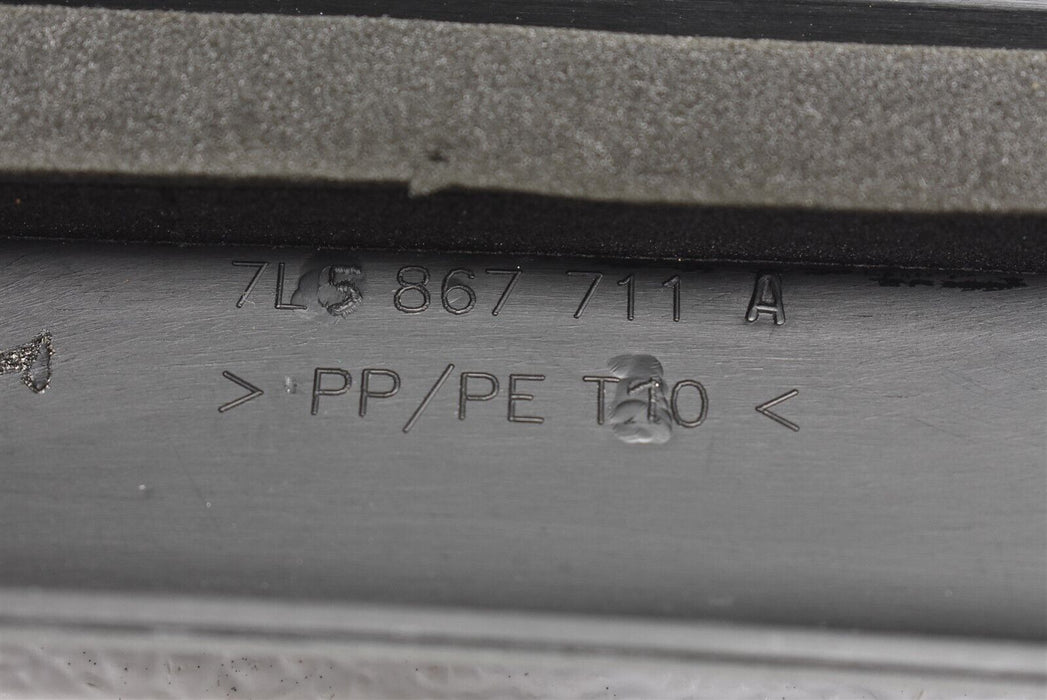 7L5 867 711 A
> PP/PE T10 <